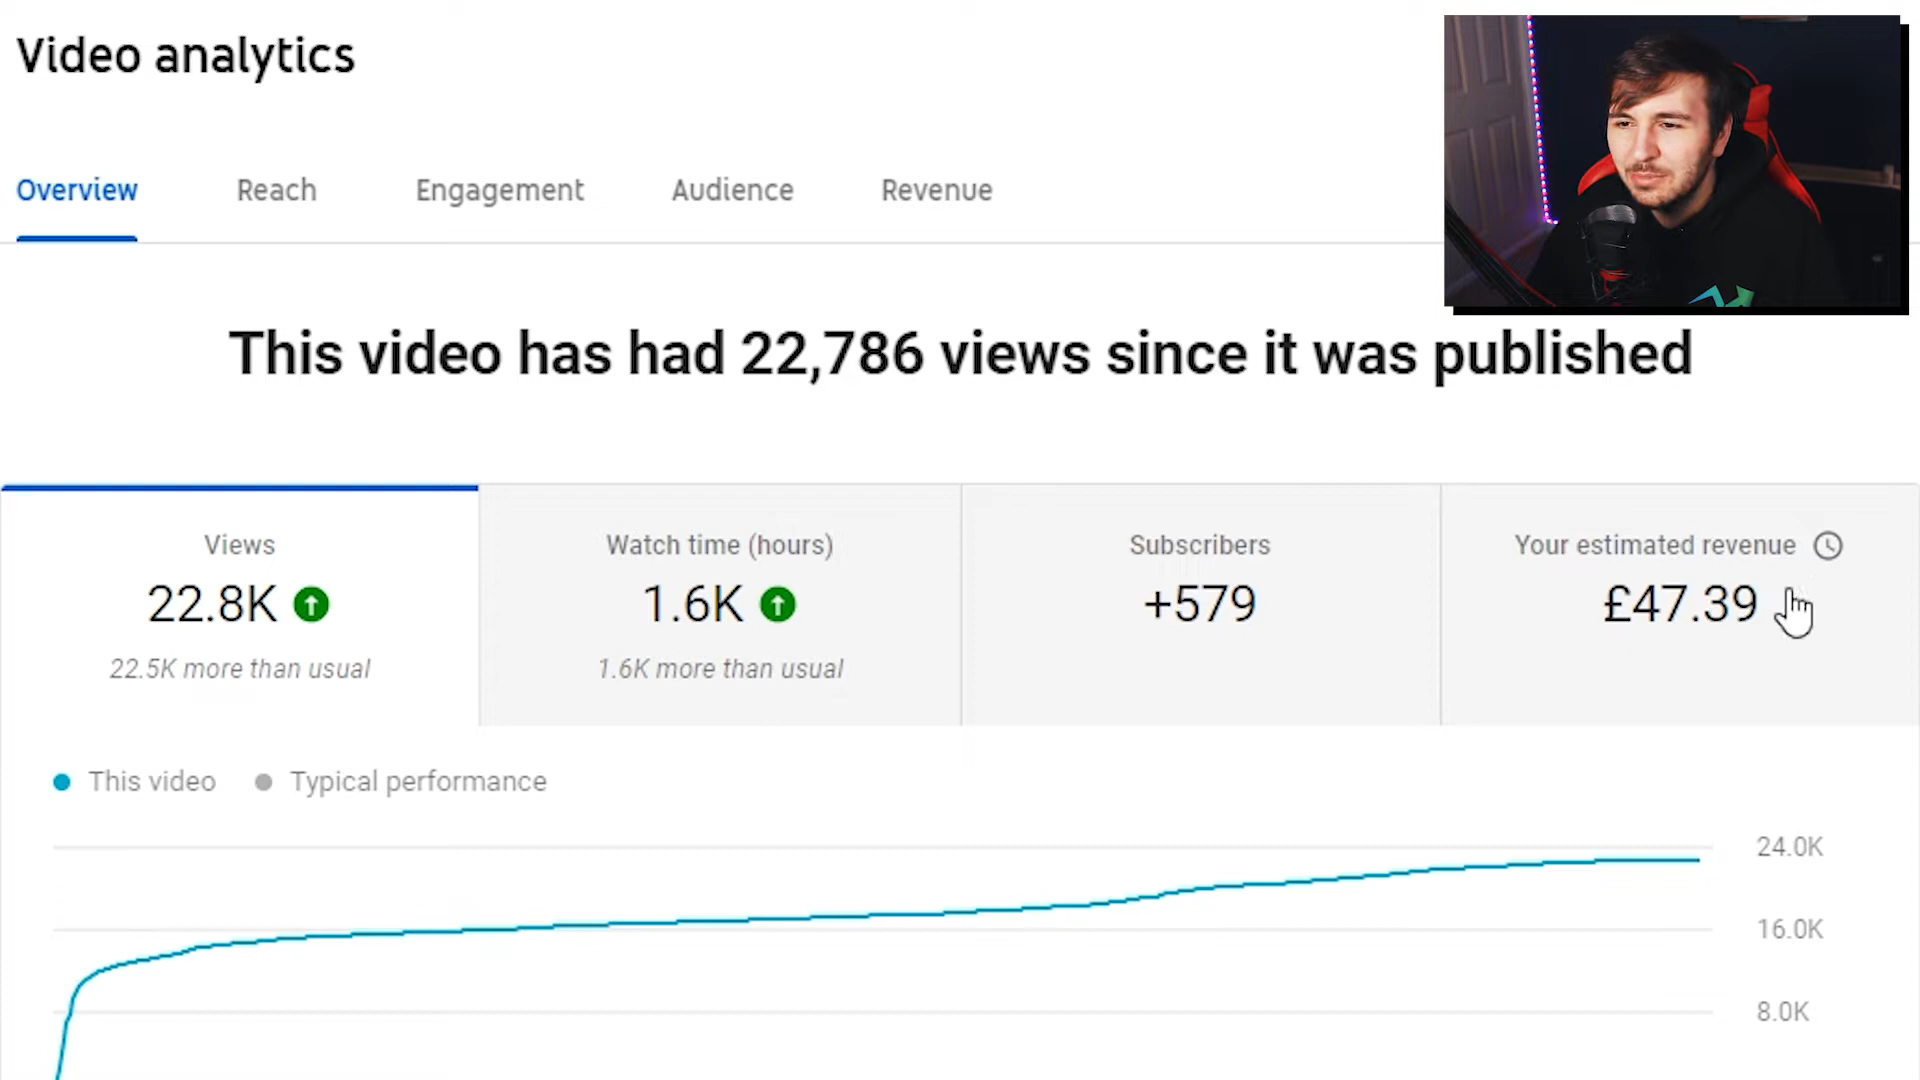 Video analytics
Overview Reach Engagement Audience Revenue
This video has had 22,786 views since it was published
Views
22.8K
22.5K more than usual
Watch time (hours)
1.6K
1.6K more than usual
Subscribers
+579
Your estimated revenue
£47.39
This video Typical performance
24.0K
16.0K
8.0K